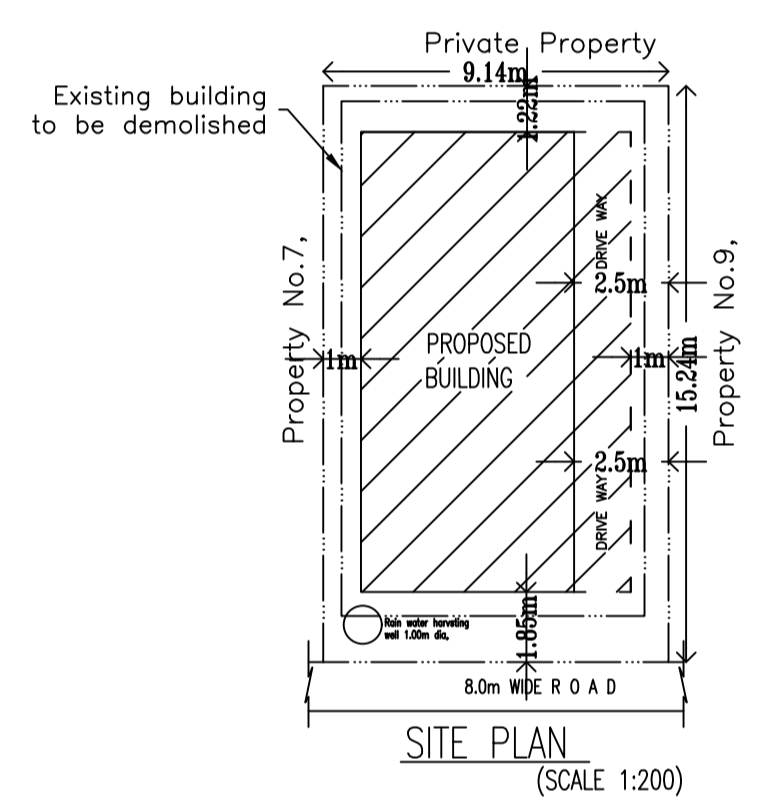 Private Property
9.14m
1.22m
Existing building
to be demolished
Property No.7,
DRIVE WAY
2.5m
Property No.9,
PROPOSED
BUILDING
1m
1m
15.24m
2.5m
DRIVE WAY
Rain water harvsting
well 1.00m dia,
1.85m
8.0m WIDE R O A D
SITE PLAN
(SCALE 1:200)